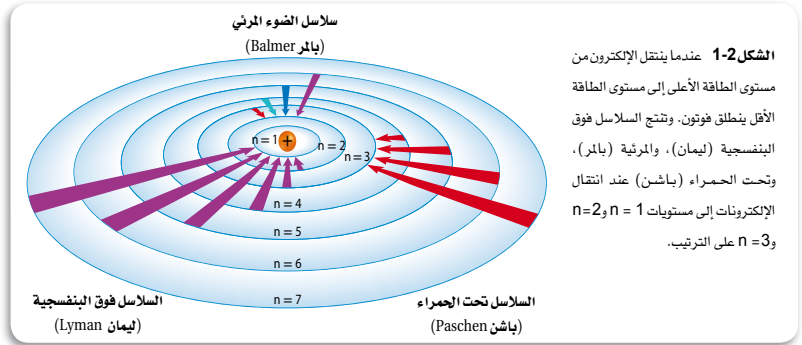 سلاسل الضوء المرئي
(بالمر Balmer)
الشكل 2-1 عندما ينتقل الإلكترون من
مستوى الطاقة الأعلى إلى مستوى الطاقة
الأقل ينطلق فوتون. وتنتج السلاسل فوق
البنفسجية (ليمان)، والمرئية (بالمر)،
وتحت الحمراء (باشن) عند انتقال
الإلكترونات إلى مستويات n = 1 و n=2
و n =3 على الترتيب.
n = 1
+
n = 2
n = 3
n = 4
n = 5
n = 6
n = 7
السلاسل تحت الحمراء
(باشن Paschen)
السلاسل فوق البنفسجية
(ليمان Lyman)